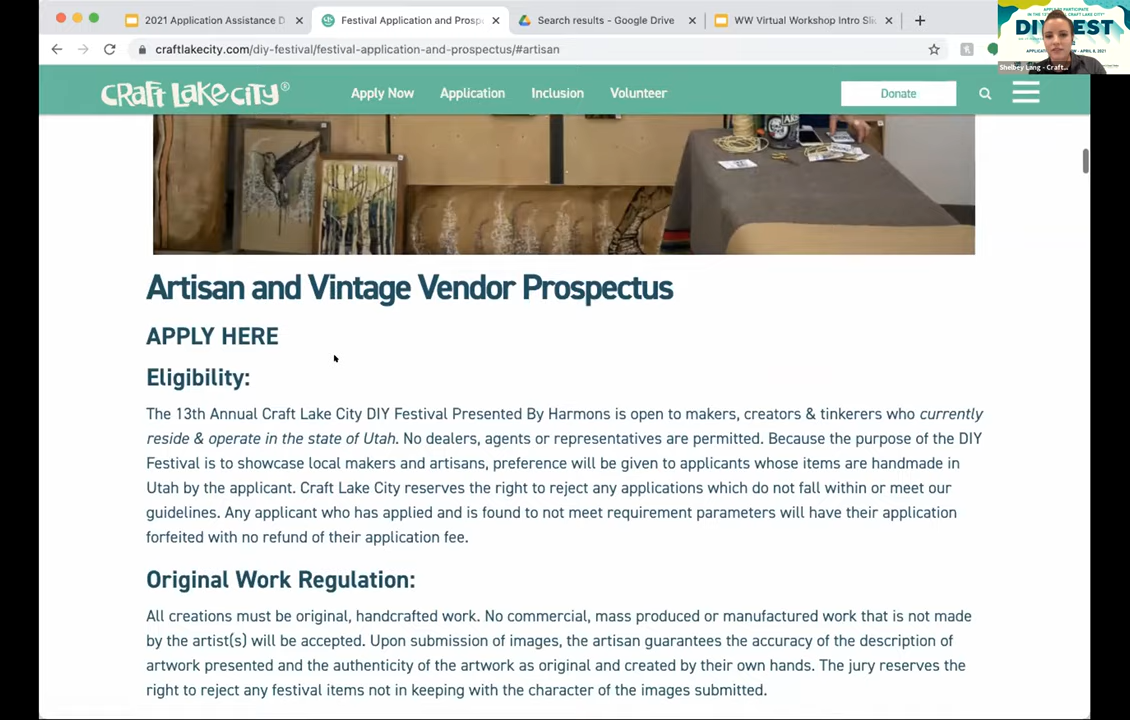 2021 Application Assistance D
Festival Application and Prosp
Search results - Google Drive
WW Virtual Workshop Intro Sli
craftlakecity.com/diy-festival/festival-application-and-prospectus/#artisan
DIY FEST
Shelbey Lang - Craft...
CRAFT LAKE CITY®
Apply Now
Application
Inclusion
Volunteer
Donate
Artisan and Vintage Vendor Prospectus
APPLY HERE
Eligibility:
The 13th Annual Craft Lake City DIY Festival Presented By Harmons is open to makers, creators & tinkerers who currently
reside & operate in the state of Utah. No dealers, agents or representatives are permitted. Because the purpose of the DIY
Festival is to showcase local makers and artisans, preference will be given to applicants whose items are handmade in
Utah by the applicant. Craft Lake City reserves the right to reject any applications which do not fall within or meet our
guidelines. Any applicant who has applied and is found to not meet requirement parameters will have their application
forfeited with no refund of their application fee.
Original Work Regulation:
All creations must be original, handcrafted work. No commercial, mass produced or manufactured work that is not made
by the artist(s) will be accepted. Upon submission of images, the artisan guarantees the accuracy of the description of
artwork presented and the authenticity of the artwork as original and created by their own hands. The jury reserves the
right to reject any festival items not in keeping with the character of the images submitted.